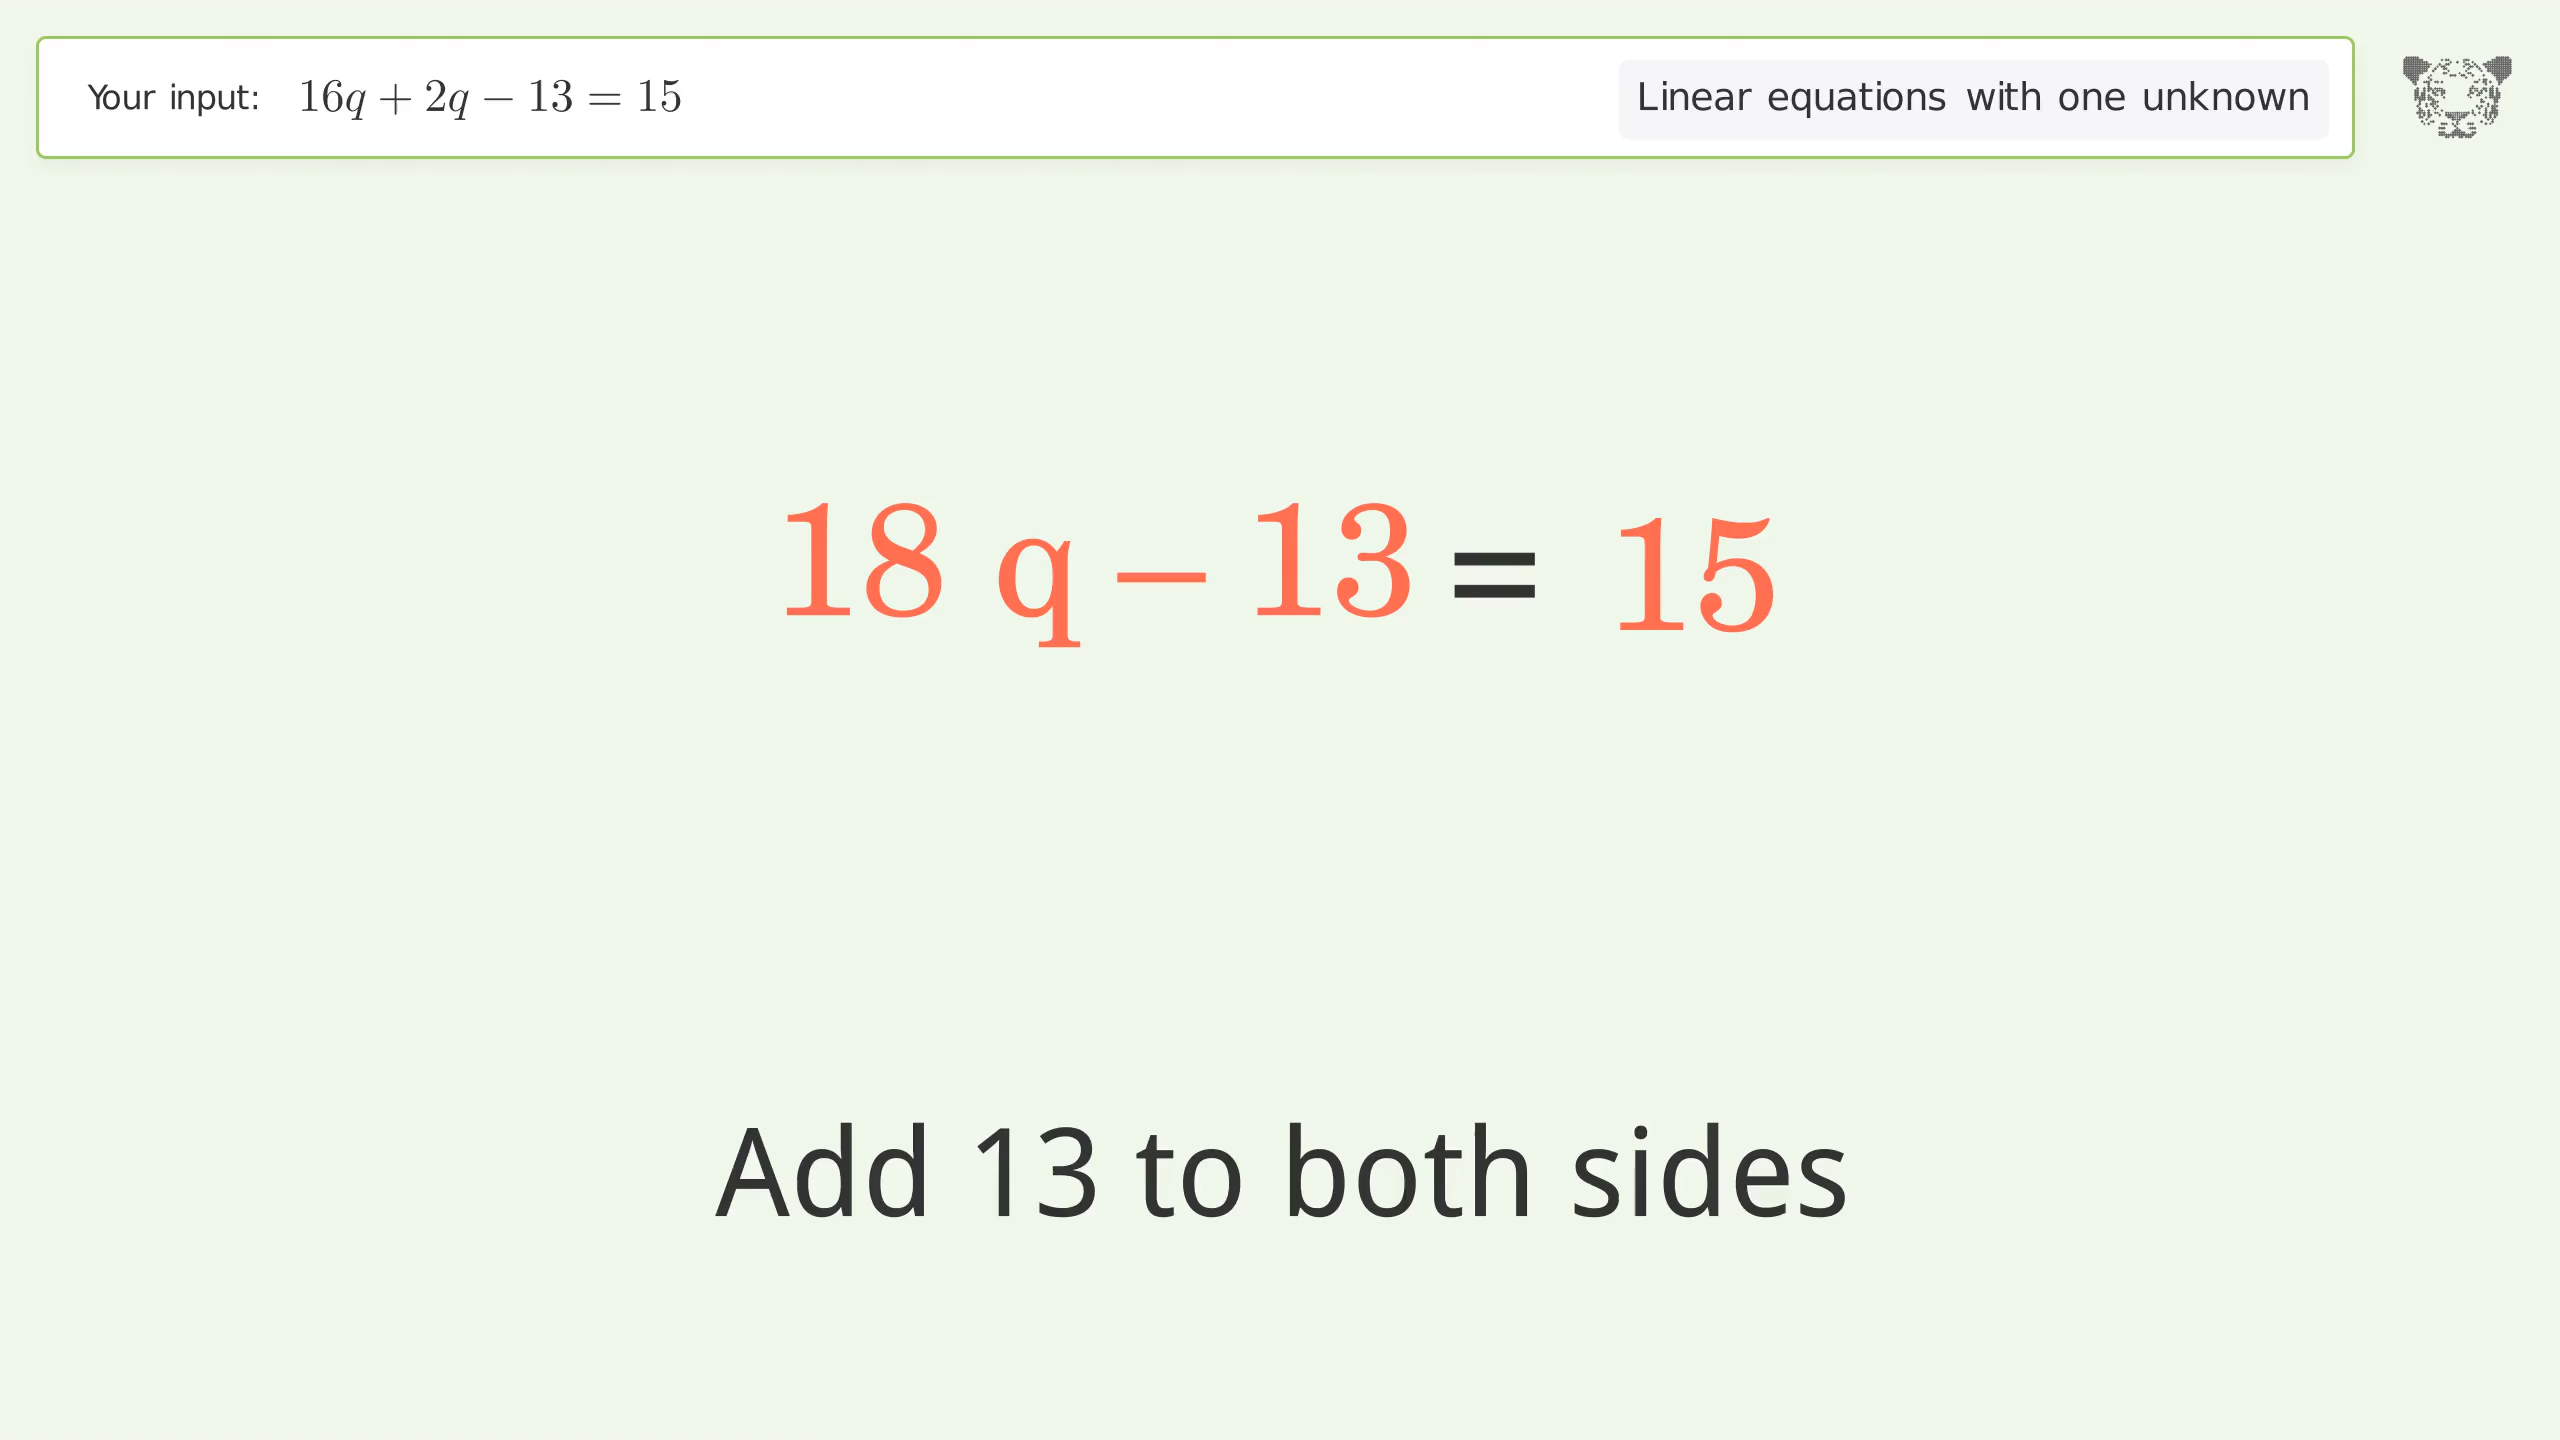 Your input: 16q + 2q − 13 = 15
Linear equations with one unknown
18 q − 13 = 15
Add 13 to both sides